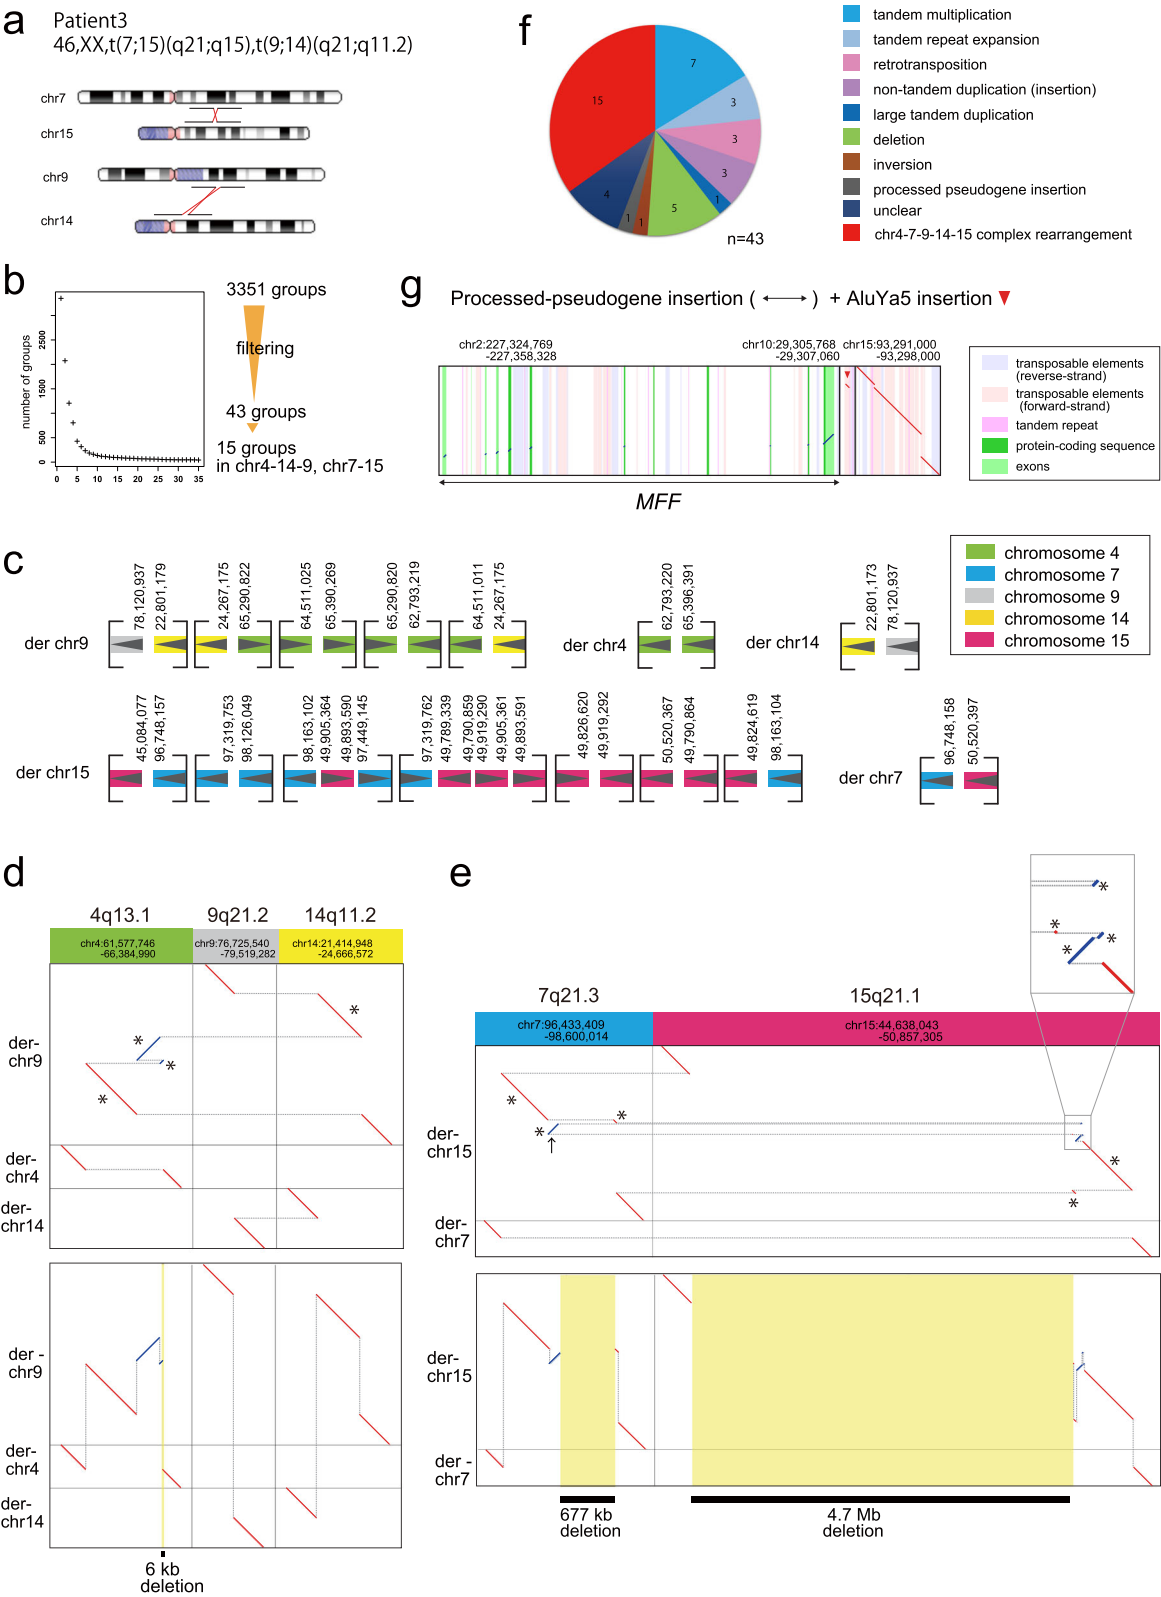 a
Patient3
46,XX,t(7;15)(q21;q15),t(9;14)(q21;q11.2)
chr7
chr15
chr9
chr14
f
7
3
3
3
1
5
1
1
4
15
n=43
tandem multiplication
tandem repeat expansion
retrotransposition
non-tandem duplication (insertion)
large tandem duplication
deletion
inversion
processed pseudogene insertion
unclear
chr4-7-9-14-15 complex rearrangement
b
number of groups
0
500
1500
2500
0 5 10 15 20 25 30 35
3351 groups
filtering
43 groups
15 groups
in chr4-14-9, chr7-15
g
Processed-pseudogene insertion ( ) + AluYa5 insertion
chr2:227,324,769
-227,358,328
chr10:29,305,768
-29,307,060
chr15:93,291,000
-93,298,000
MFF
transposable elements
(reverse-strand)
transposable elements
(forward-strand)
tandem repeat
protein-coding sequence
exons
c
chromosome 4
chromosome 7
chromosome 9
chromosome 14
chromosome 15
der chr9
78,120,937
22,801,179
24,267,175
65,290,822
64,511,025
65,390,269
65,290,820
62,793,219
64,511,011
24,267,175
der chr4
62,793,220
65,396,391
der chr14
22,801,173
78,120,937
der chr15
45,084,077
96,748,157
97,319,753
98,126,049
98,163,102
49,905,364
49,893,590
97,449,145
97,319,762
49,789,339
49,790,859
49,919,290
49,905,361
49,893,591
49,826,620
49,919,292
50,520,367
49,790,864
49,824,619
98,163,104
der chr7
96,748,158
50,520,397
d
4q13.1 9q21.2 14q11.2
chr4:61,577,746
-66,384,990
chr9:76,725,540
-79,519,282
chr14:21,414,948
-24,666,572
der-
chr9
*
*
*
*
der-
chr4
der-
chr14
der -
chr9
der-
chr4
der-
chr14
6 kb
deletion
e
*
*
*
*
7q21.3 15q21.1
chr7:96,433,409
-98,600,014
chr15:44,638,043
-50,857,305
der-
chr15
*
*
*
*
*
der-
chr7
der-
chr15
der -
chr7
677 kb
deletion
4.7 Mb
deletion